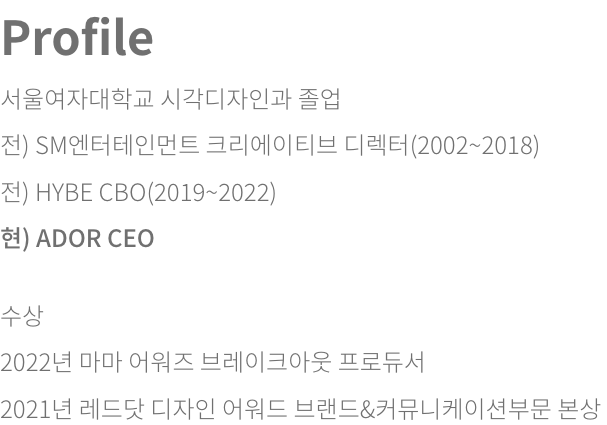 Profile
서울여자대학교 시각디자인과 졸업
전) SM엔터테인먼트 크리에이티브 디렉터(2002~2018)
전) HYBE CBO(2019~2022)
현) ADOR CEO
수상
2022년 마마 어워즈 브레이크아웃 프로듀서
2021년 레드닷 디자인 어워드 브랜드&커뮤니케이션부문 본상